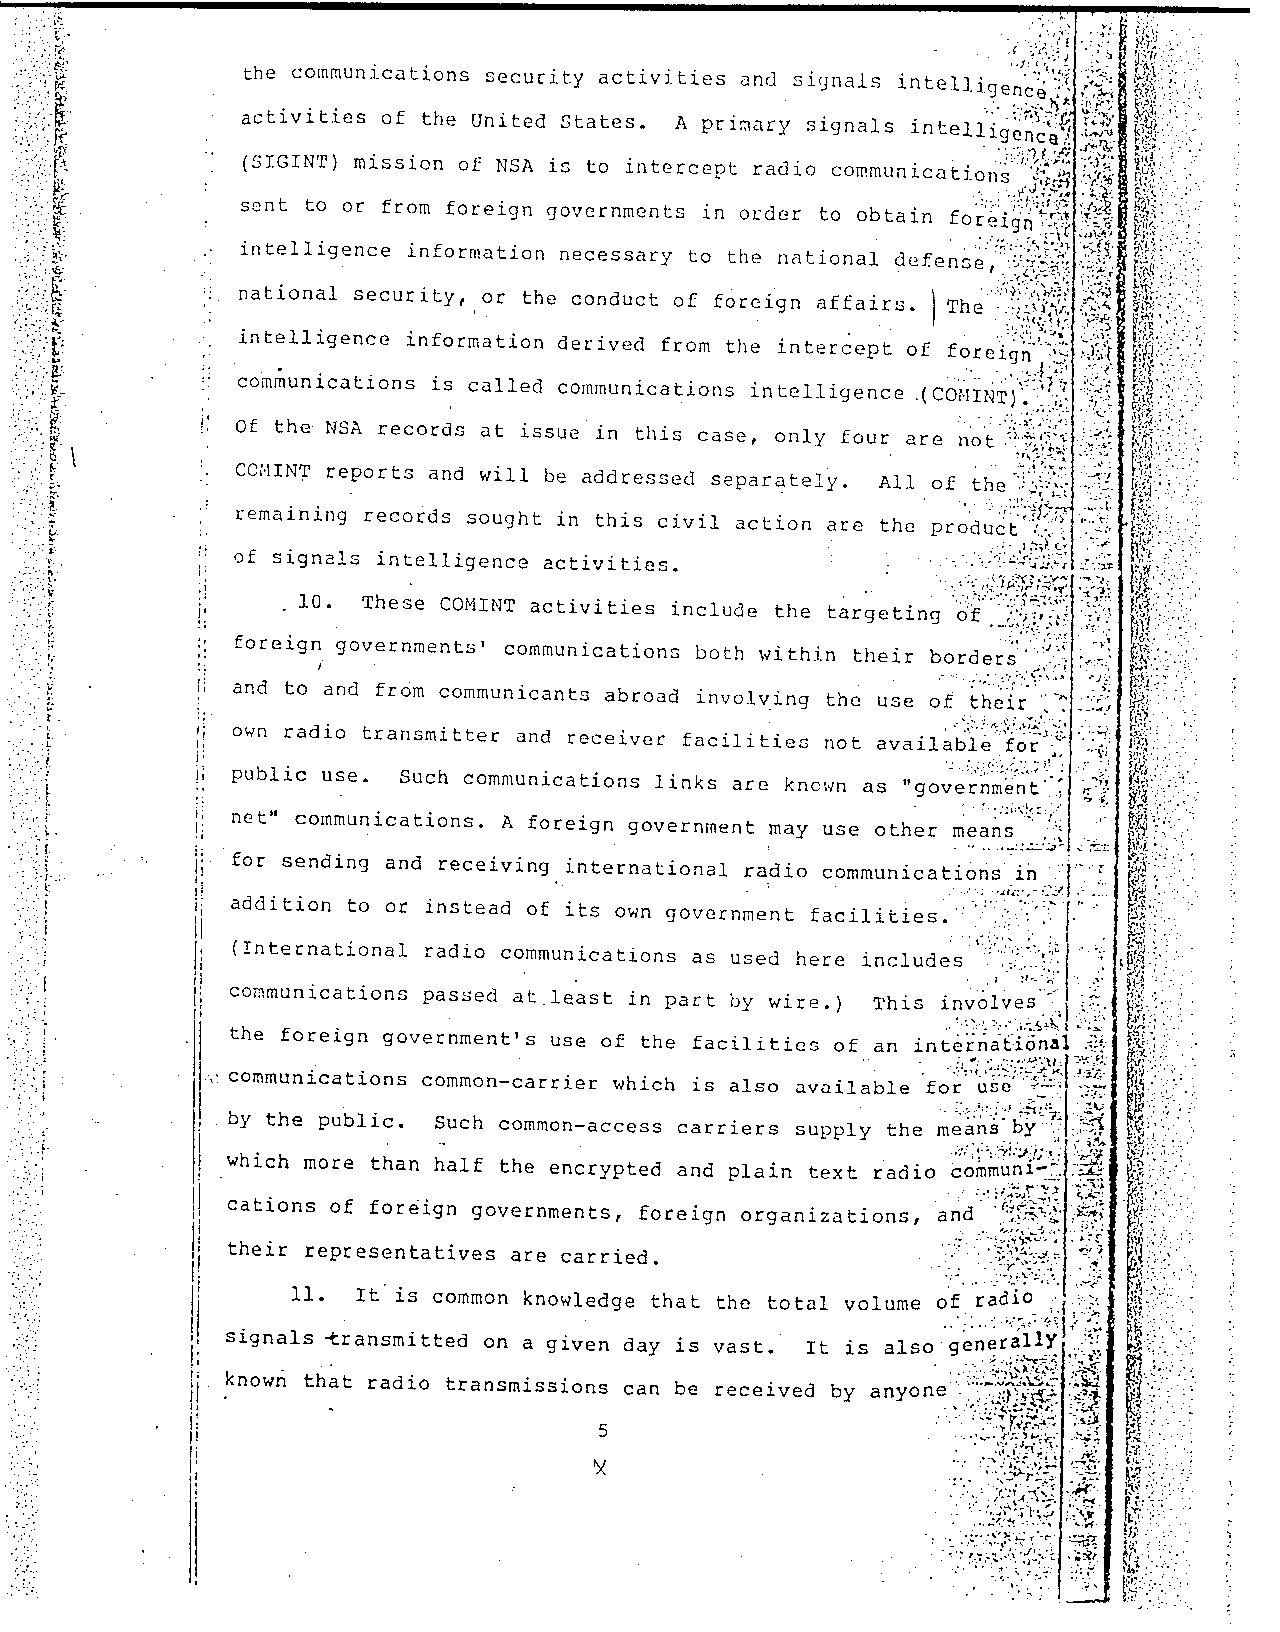 the communications security activities and signals intelligence
activities of the United States. A primary signals intelligence
(SIGINT) mission of NSA is to intercept radio communications
sent to or from foreign governments in order to obtain foreign
intelligence information necessary to the national defense,
national security, or the conduct of foreign affairs. The
intelligence information derived from the intercept of foreign
communications is called communications intelligence (COMINT).
Of the NSA records at issue in this case, only four are not
COMINT reports and will be addressed separately. All of the
remaining records sought in this civil action are the product
of signals intelligence activities.
10. These COMINT activities include the targeting of
foreign governments' communications both within their borders
and to and from communicants abroad involving the use of their
own radio transmitter and receiver facilities not available for
public use. Such communications links are known as "government
net" communications. A foreign government may use other means
for sending and receiving international radio communications in
addition to or instead of its own government facilities.
(International radio communications as used here includes
communications passed at least in part by wire.) This involves
the foreign government's use of the facilities of an international
communications common-carrier which is also available for use
by the public. Such common-access carriers supply the means by
which more than half the encrypted and plain text radio communi-
cations of foreign governments, foreign organizations, and
their representatives are carried.
11. It is common knowledge that the total volume of radio
signals transmitted on a given day is vast. It is also generally
known that radio transmissions can be received by anyone
5